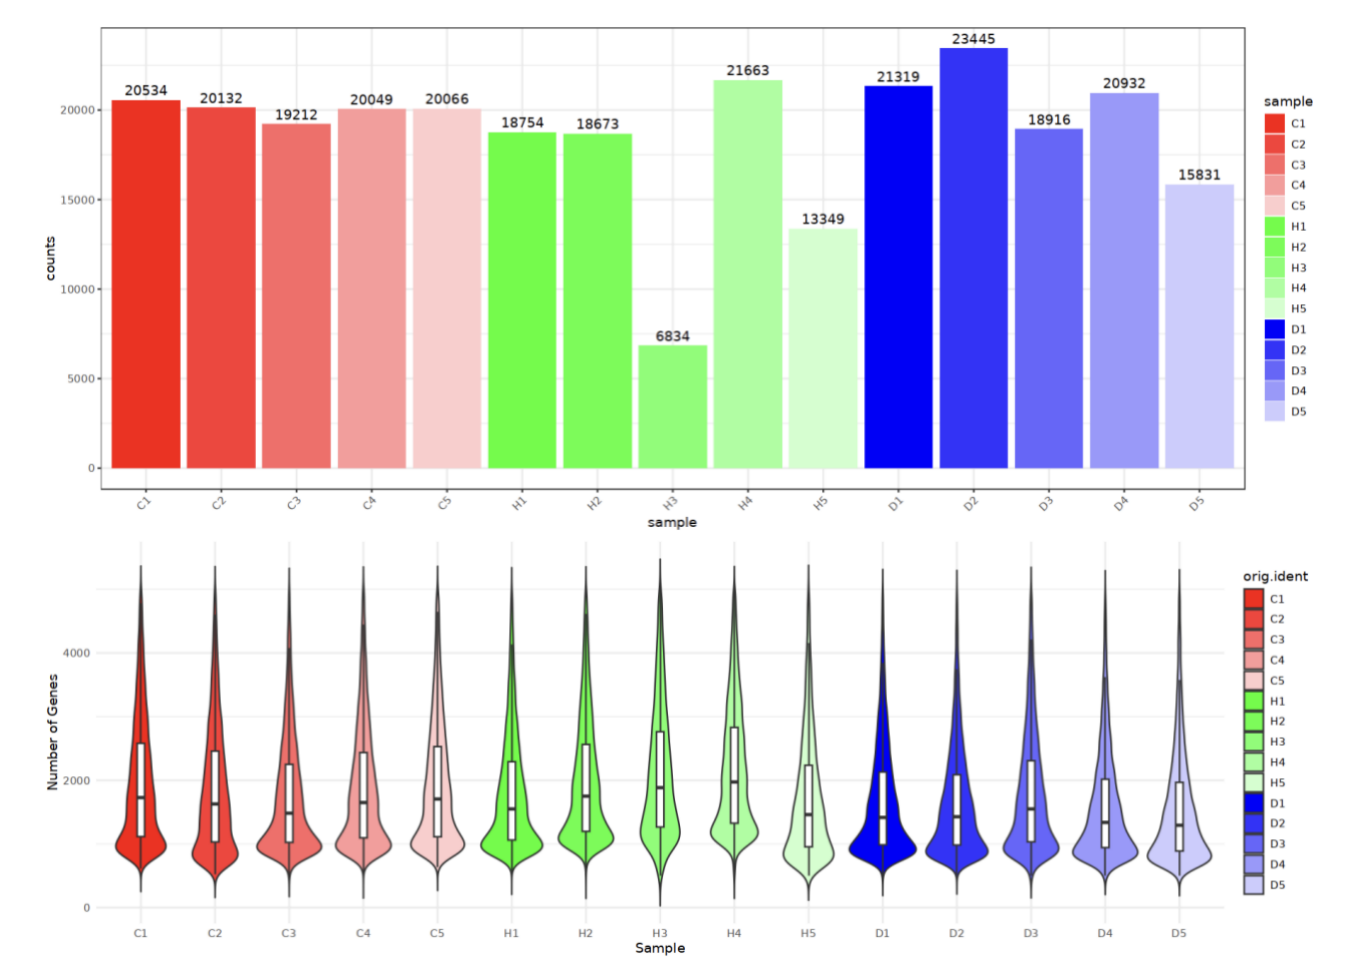 23445
21663
21319
20932
20534
20132
20049
20066
19212
18754
18673
18916
15831
13349
6834
counts
20000
15000
10000
5000
0
C1 C2 C3 C4 C5 H1 H2 H3 H4 H5 D1 D2 D3 D4 D5
sample
sample
C1
C2
C3
C4
C5
H1
H2
H3
H4
H5
D1
D2
D3
D4
D5
Number of Genes
4000
2000
0
C1 C2 C3 C4 C5 H1 H2 H3 H4 H5 D1 D2 D3 D4 D5
Sample
orig.ident
C1
C2
C3
C4
C5
H1
H2
H3
H4
H5
D1
D2
D3
D4
D5